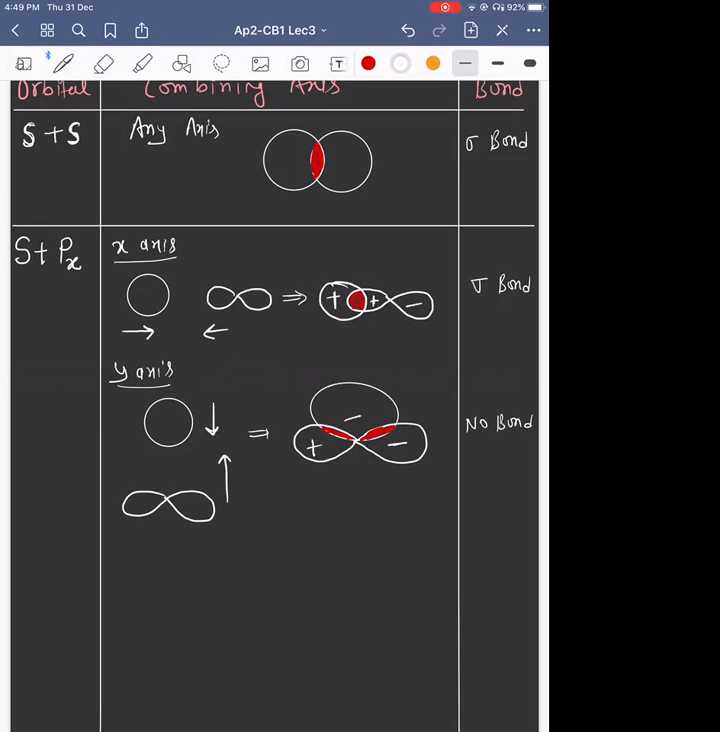 4:49 PM Thu 31 Dec
92%
Ap2-CB1 Lec3
T
Orbital Combining Axis Bond
S + S Any Axis σ Bond
S + Px x axis
+ + − σ Bond
y axis
− No Bond
+ −